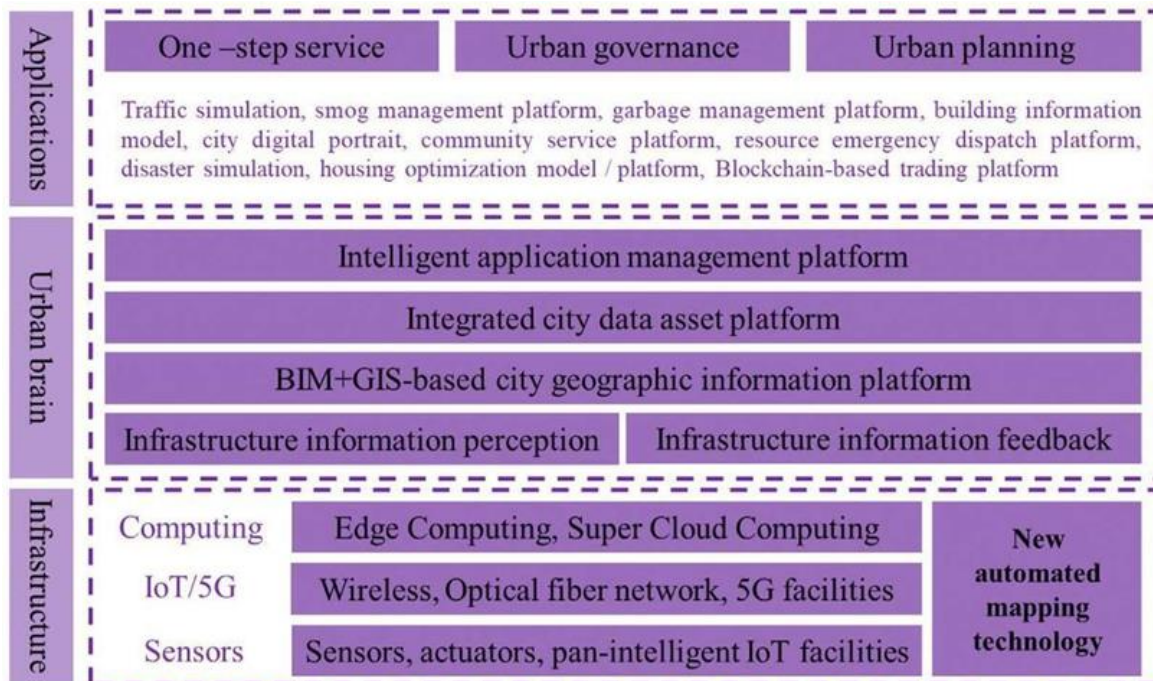 Applications
One –step service
Urban governance
Urban planning
Traffic simulation, smog management platform, garbage management platform, building information
model, city digital portrait, community service platform, resource emergency dispatch platform,
disaster simulation, housing optimization model / platform, Blockchain-based trading platform
Urban brain
Intelligent application management platform
Integrated city data asset platform
BIM+GIS-based city geographic information platform
Infrastructure information perception
Infrastructure information feedback
Infrastructure
Computing
Edge Computing, Super Cloud Computing
IoT/5G
Wireless, Optical fiber network, 5G facilities
Sensors
Sensors, actuators, pan-intelligent IoT facilities
New
automated
mapping
technology